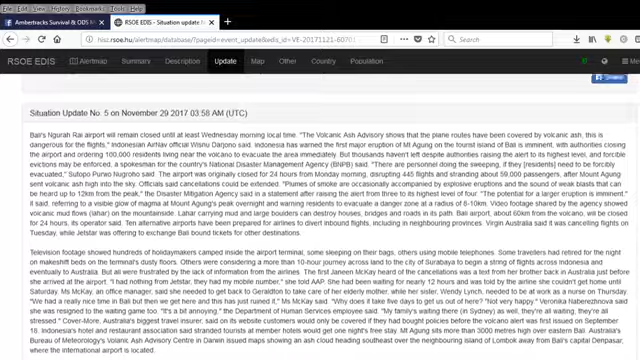 File Edit View History Bookmarks Tools Help
Ambertracks Survival & ODS M
RSOE EDIS - Situation update N
Search
RSOE EDIS
Alertmap
Summary
Database
Update
Map
Other
Country
Population
Situation Update No. 5 on November 29 2017 03:58 AM (UTC)
Bali's Ngurah Rai airport will remain closed until at least Wednesday morning local time. "The Volcanic Ash Advisory shows that the plane routes have been covered by volcanic ash, this is
dangerous for the flights," Indonesian AirNav official Wisnu Darjono said. Indonesia has warned the first major eruption of Mt Agung on the tourist island of Bali is imminent, with authorities closing
the airport and ordering 100,000 residents living near the volcano to evacuate the area immediately. But thousands haven't left despite authorities raising the alert to its highest level, and forcible
evictions may be enforced, a spokesman for the country's National Disaster Management Agency (BNPB) said. "There are personnel doing the sweeping, if they [residents] need to be forcibly
evacuated," Sutopo Purwo Nugroho said. The airport was originally closed for 24 hours from Monday morning, disrupting 445 flights and stranding about 59,000 passengers, after Mount Agung
sent volcanic ash high into the sky. Officials said cancellations could be extended. "Plumes of smoke are occasionally accompanied by explosive eruptions and the sound of weak blasts that can
be heard up to 12km from the peak," the Disaster Mitigation Agency said in a statement after raising the alert from three to its highest level of four. "The potential for a larger eruption is imminent,"
it said, referring to a visible glow of magma at Mount Agung's peak overnight and warning residents to evacuate a danger zone at a radius of 8-10km. Video footage shared by the agency showed
volcanic mud flows (lahar) on the mountainside. Lahar carrying mud and large boulders can destroy houses, bridges and roads in its path. Bali airport, about 60km from the volcano, will be closed
for 24 hours, its operator said. Ten alternative airports have been prepared for airlines to divert inbound flights, including in neighbouring provinces. Virgin Australia said it was cancelling flights on
Tuesday, while Jetstar was offering to exchange Bali bound tickets for other destinations.
Television footage showed hundreds of holidaymakers camped inside the airport terminal, some sleeping on their bags, others using mobile telephones. Some travellers had retired for the night
on makeshift beds on the terminal's dusty floors. Others were considering a more than 10-hour journey across land to the city of Surabaya to begin a string of flights across Indonesia and
eventually to Australia. But all were frustrated by the lack of information from the airlines. The first Janeen McKay heard of the cancellations was a text from her brother back in Australia just before
she arrived at the airport. "I had nothing from Jetstar, they had my mobile number," she told AAP. She had been waiting for nearly 12 hours and was told by the airline she couldn't get home until
Saturday. Ms McKay, an office manager, said she needed to get back to Geraldton to take care of her elderly mother, while her sister, Wendy Lynch, needed to be at work as a nurse on Thursday.
"We had a really nice time in Bali but then we get here and this has just ruined it," Ms McKay said. "Why does it take five days to get us out of here? "Not very happy." Veronika Naberezhnova said
she was resigned to the waiting game too. "It's a bit annoying," the Department of Human Services employee said. "My family's waiting there (in Sydney) as well, they're all waiting; they're all
stressed." Cover-More, Australia's biggest travel insurer, said on its website customers would only be covered if they had bought policies before the volcano alert was first issued on September
18. Indonesia's hotel and restaurant association said stranded tourists at member hotels would get one night's free stay. Mt Agung sits more than 3000 metres high over eastern Bali. Australia's
Bureau of Meteorology's Volcanic Ash Advisory Centre in Darwin issued maps showing an ash cloud heading southeast over the neighbouring island of Lombok, away from Bali's capital Denpasar,
where the international airport is located.